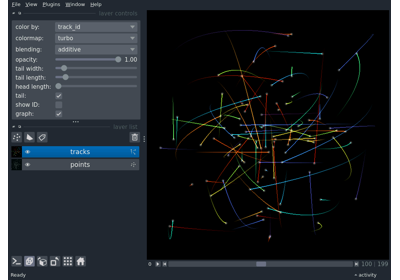 File View Plugins Window Help
layer controls
color by: track_id
colormap: turbo
blending: additive
opacity: 1.00
tail width:
tail length:
head length:
tail:
show ID:
graph:
layer list
tracks
points
100 | 199
Ready
activity